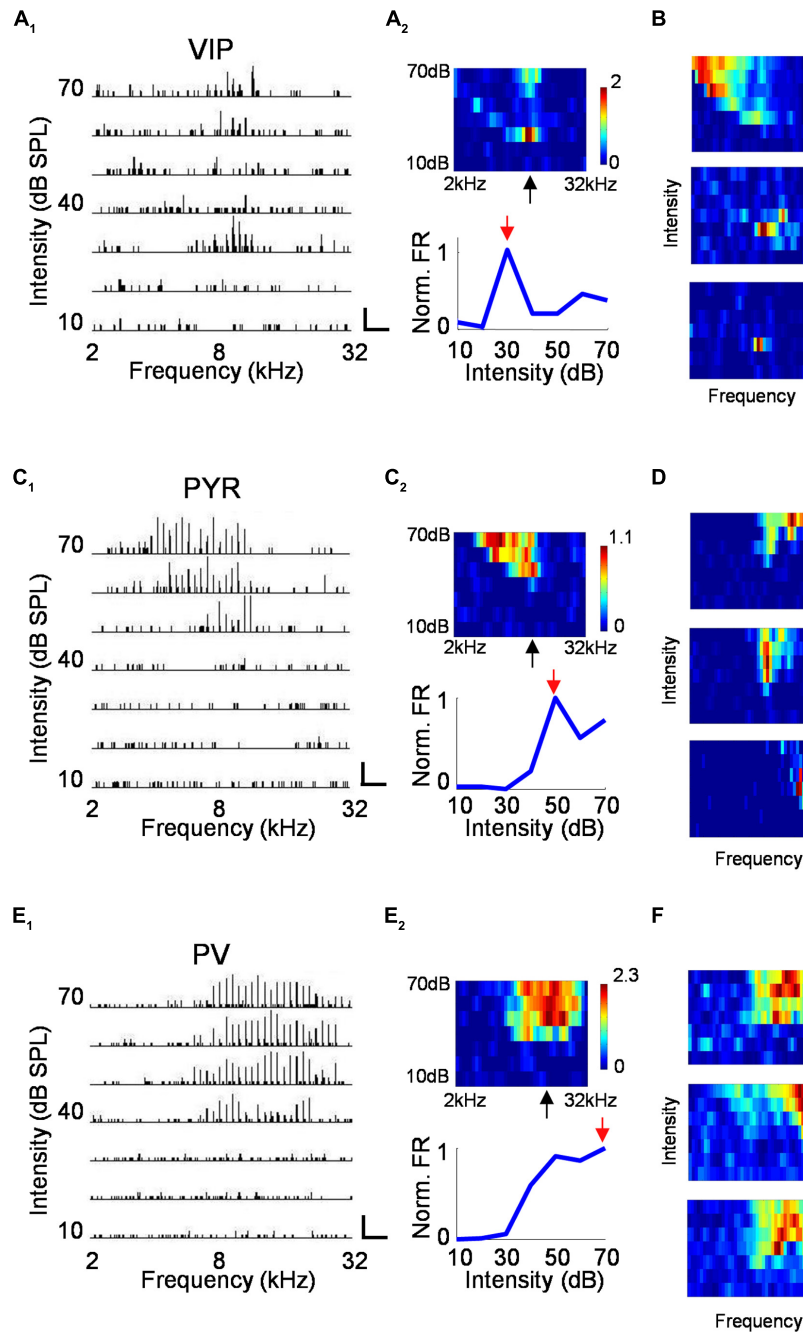 A1
VIP
Intensity (dB SPL)
70
40
10
2
8
32
Frequency (kHz)
A2
70dB
10dB
2kHz
32kHz
2
0
Norm. FR
1
0
10
30
50
70
Intensity (dB)
B
Intensity
Frequency
C1
PYR
Intensity (dB SPL)
70
40
10
2
8
32
Frequency (kHz)
C2
70dB
10dB
2kHz
32kHz
1.1
0
Norm. FR
1
0
10
30
50
70
Intensity (dB)
D
Intensity
Frequency
E1
PV
Intensity (dB SPL)
70
40
10
2
8
32
Frequency (kHz)
E2
70dB
10dB
2kHz
32kHz
2.3
0
Norm. FR
1
0
10
30
50
70
Intensity (dB)
F
Intensity
Frequency